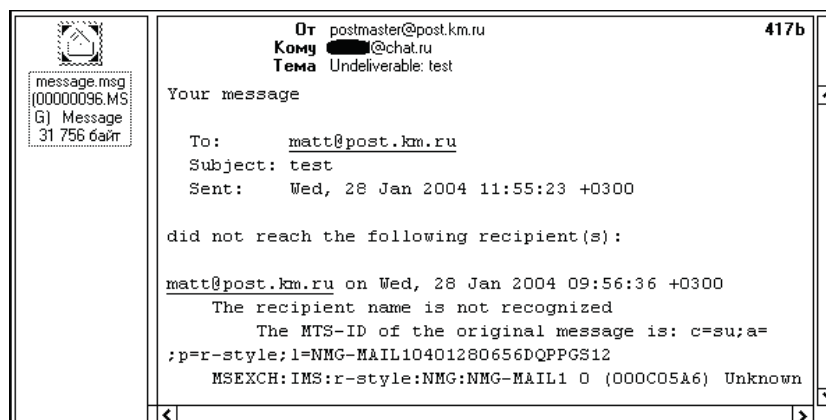 От postmaster@post.km.ru 417b
Кому @chat.ru
Тема Undeliverable: test
message.msg
(00000096.MS
G) Message
31 756 байт
Your message
To: matt@post.km.ru
Subject: test
Sent: Wed, 28 Jan 2004 11:55:23 +0300
did not reach the following recipient(s):
matt@post.km.ru on Wed, 28 Jan 2004 09:56:36 +0300
The recipient name is not recognized
The MTS-ID of the original message is: c=su;a=
;p=r-style;l=NMG-MAIL10401280656DQPPGS12
MSEXCH:IMS:r-style:NMG:NMG-MAIL1 0 (000C05A6) Unknown